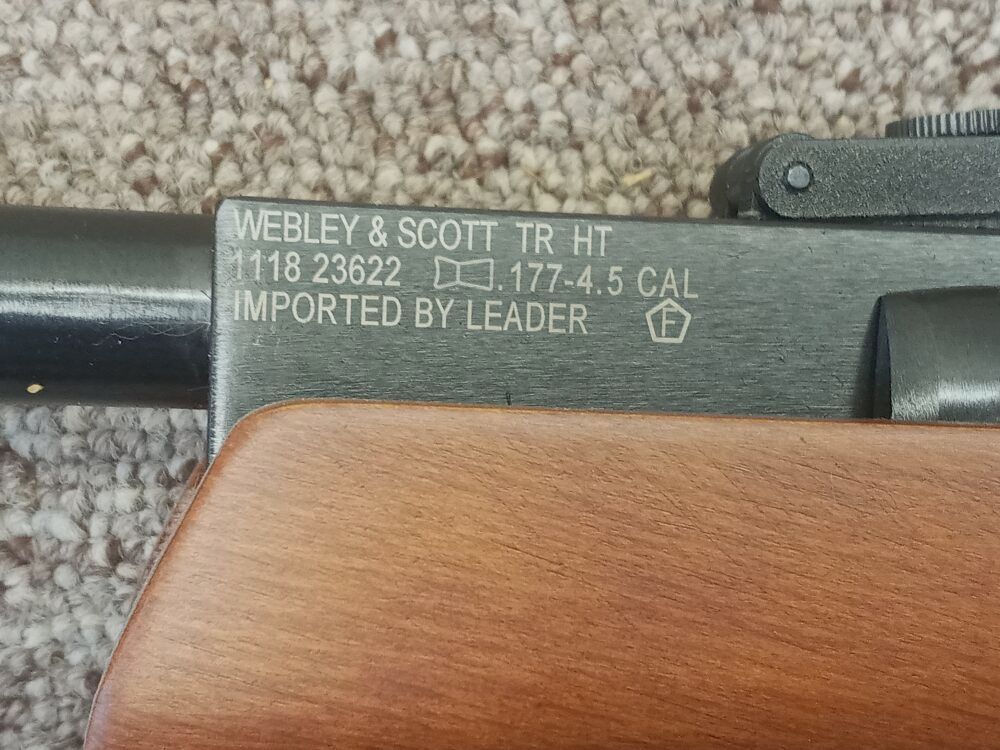 WEBLEY & SCOTT TR HT
1118 23622 .177-4.5 CAL
IMPORTED BY LEADER F